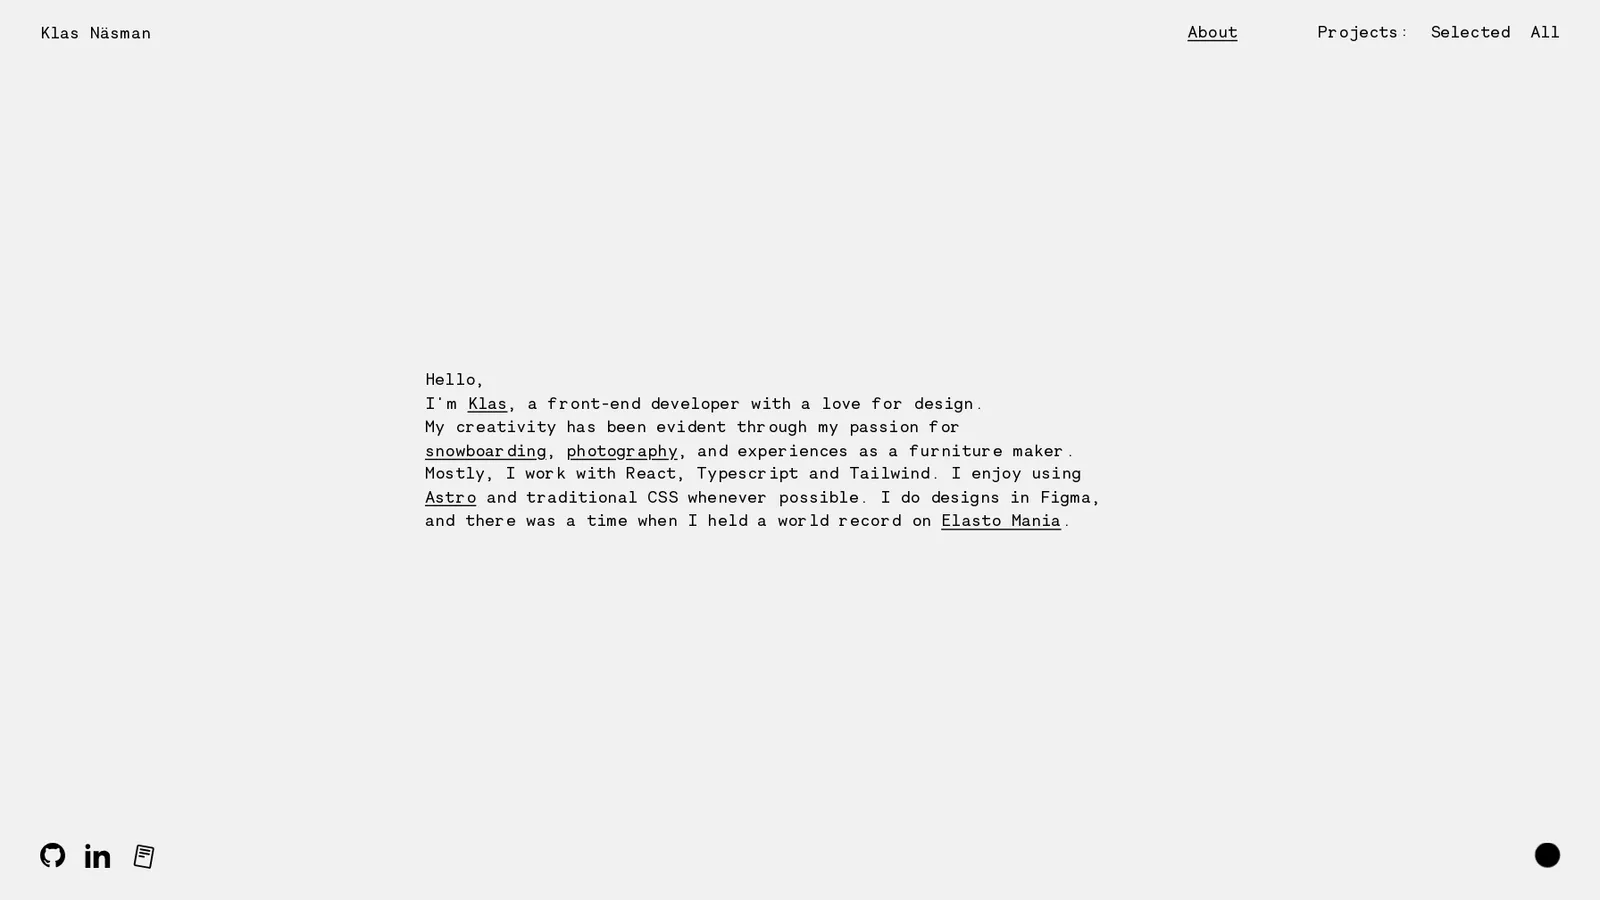 Klas Näsman
About Projects: Selected All
Hello,
I'm Klas, a front-end developer with a love for design.
My creativity has been evident through my passion for
snowboarding, photography, and experiences as a furniture maker.
Mostly, I work with React, Typescript and Tailwind. I enjoy using
Astro and traditional CSS whenever possible. I do designs in Figma,
and there was a time when I held a world record on Elasto Mania.
in